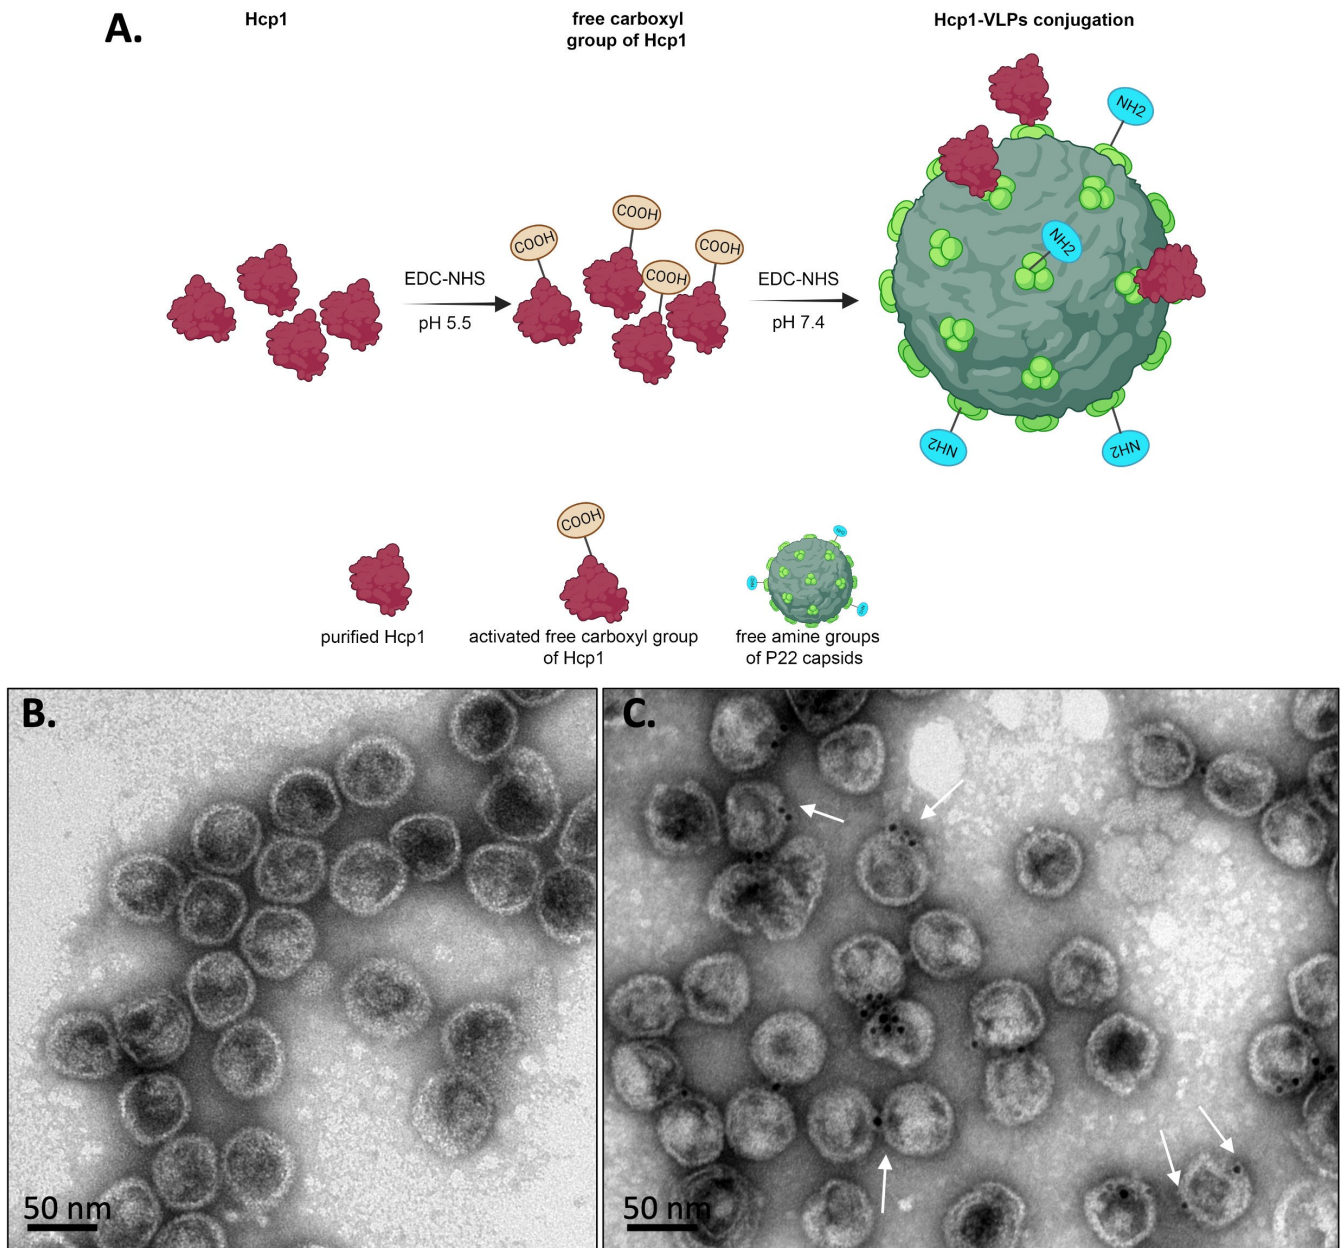 A.
Hcp1
free carboxyl
group of Hcp1
Hcp1-VLPs conjugation
NH2
COOH
COOH
COOH
COOH
NH2
EDC-NHS
pH 5.5
EDC-NHS
pH 7.4
NH2
NH2
COOH
purified Hcp1
activated free carboxyl group
of Hcp1
free amine groups
of P22 capsids
B.
C.
50 nm
50 nm